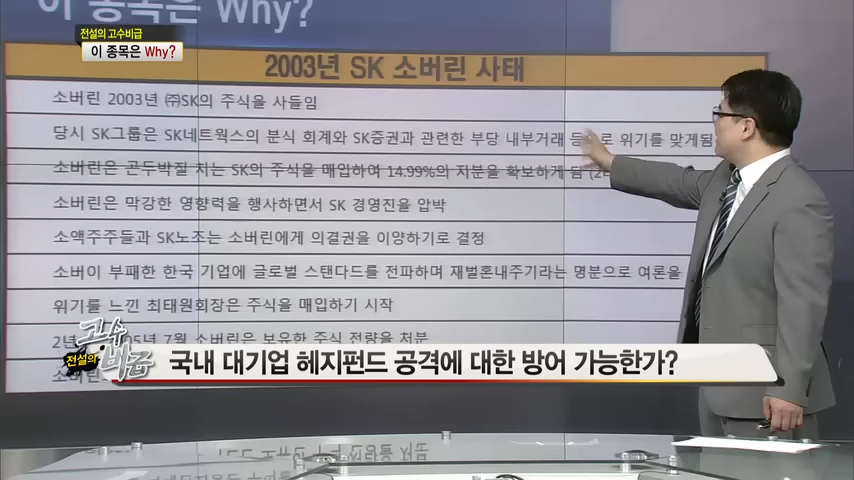 이 종목은 Why?
전설의 고수비급
이 종목은 Why?
2003년 SK 소버린 사태
소버린 2003년 ㈜SK의 주식을 사들임
당시 SK그룹은 SK네트웍스의 분식 회계와 SK증권과 관련한 부당 내부거래 등으로 위기를 맞게됨
소버린은 곤두박질 치는 SK의 주식을 매입하여 14.99%의 지분을 확보하게 됨
소버린은 막강한 영향력을 행사하면서 SK 경영진을 압박
소액주주들과 SK노조는 소버린에게 의결권을 이양하기로 결정
소버이 부패한 한국 기업에 글로벌 스탠다드를 전파하며 재벌혼내주기라는 명분으로 여론을
위기를 느낀 최태원회장은 주식을 매입하기 시작
05년 7월 소버린은 보유한 주식 전량을 처분
전설의 고수비급
국내 대기업 헤지펀드 공격에 대한 방어 가능한가?